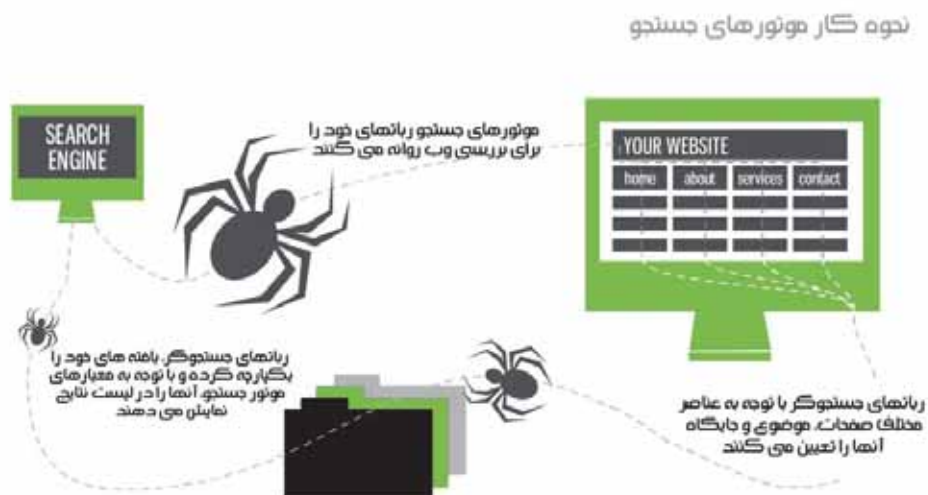 نحوه کار موتورهای جستجو
SEARCH
ENGINE
موتورهای جستجو رباتهای خود را
برای بررسی وب روانه می کنند
YOUR WEBSITE
home about services contact
رباتهای جستجوگر با توجه به عناصر
مختلف صفحات، موضوع و جایگاه
آنها را تعیین می کنند
رباتهای جستجوگر، یافته های خود را
یکپارچه کرده و با توجه به معیارهای
موتور جستجو، آنها را در لیست نتایج
نمایش می دهند